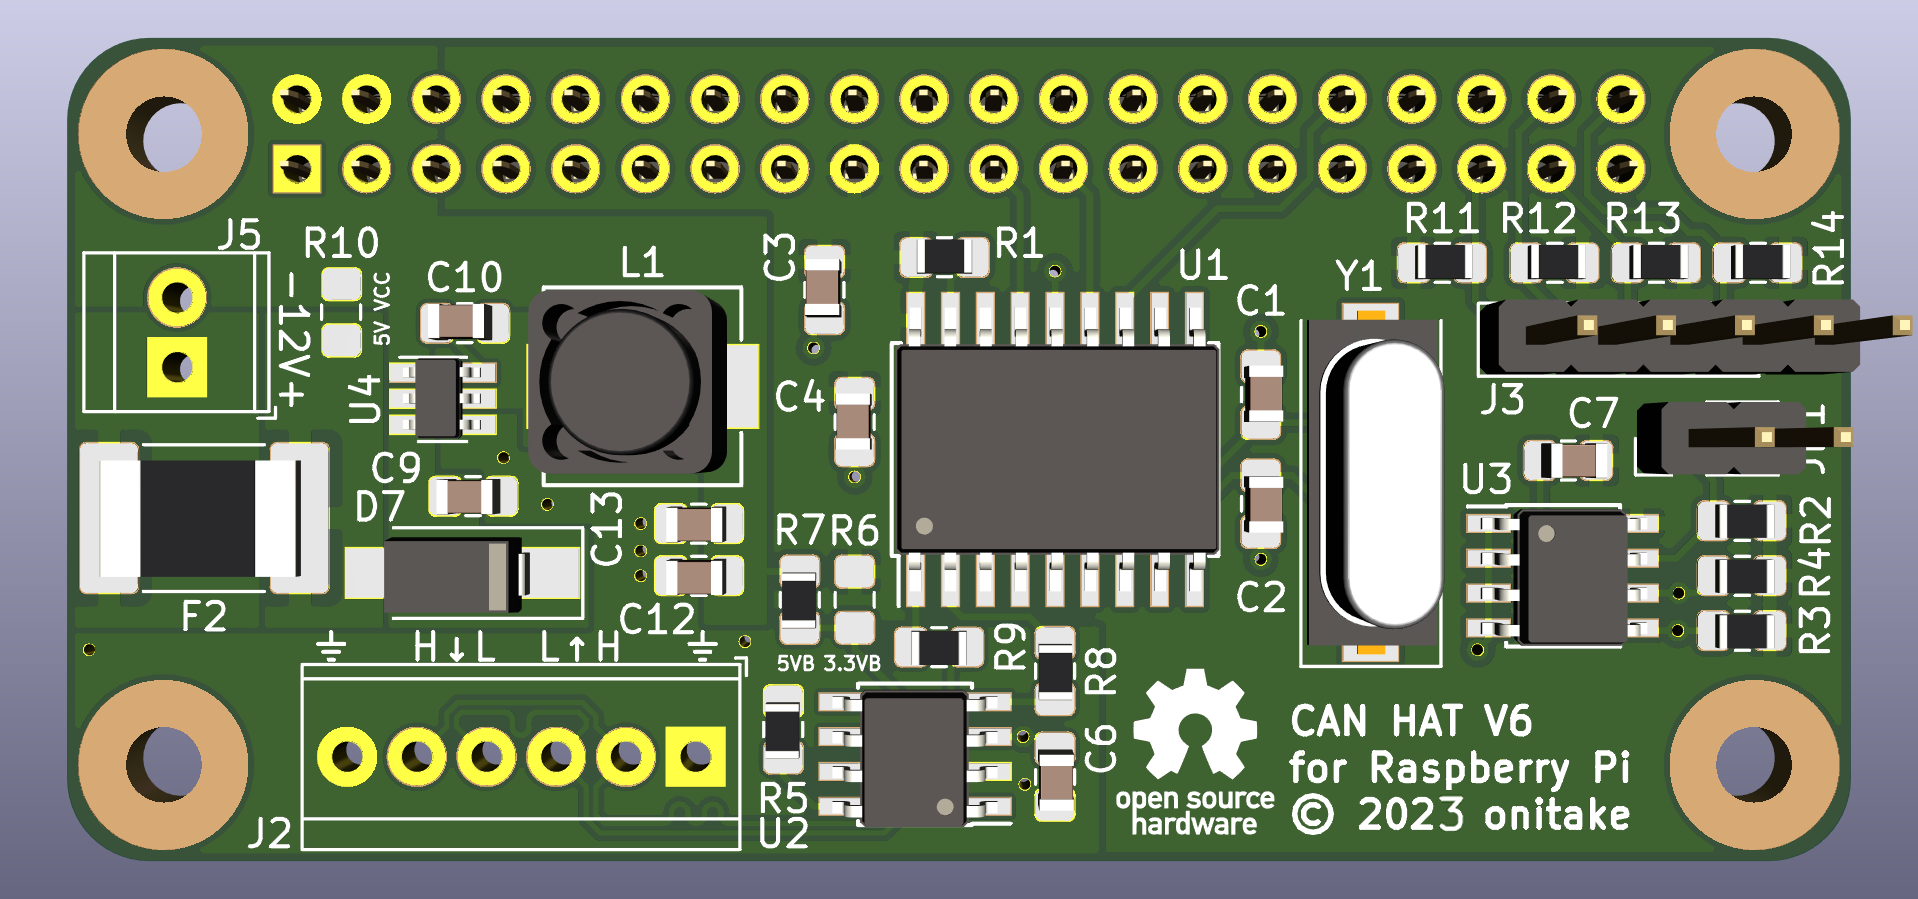 J5
R10
-12V+
5V VCC
C10
L1
C3
R1
U1
Y1
C1
R11
R12
R13
R14
U4
C4
J3
C7
C9
D7
C13
R7
R6
U3
R2
R4
R3
F2
C12
C2
H↓L
L↑H
5VB
3.3VB
R9
R8
C6
R5
U2
J2
open source
hardware
CAN HAT V6
for Raspberry Pi
© 2023 onitake